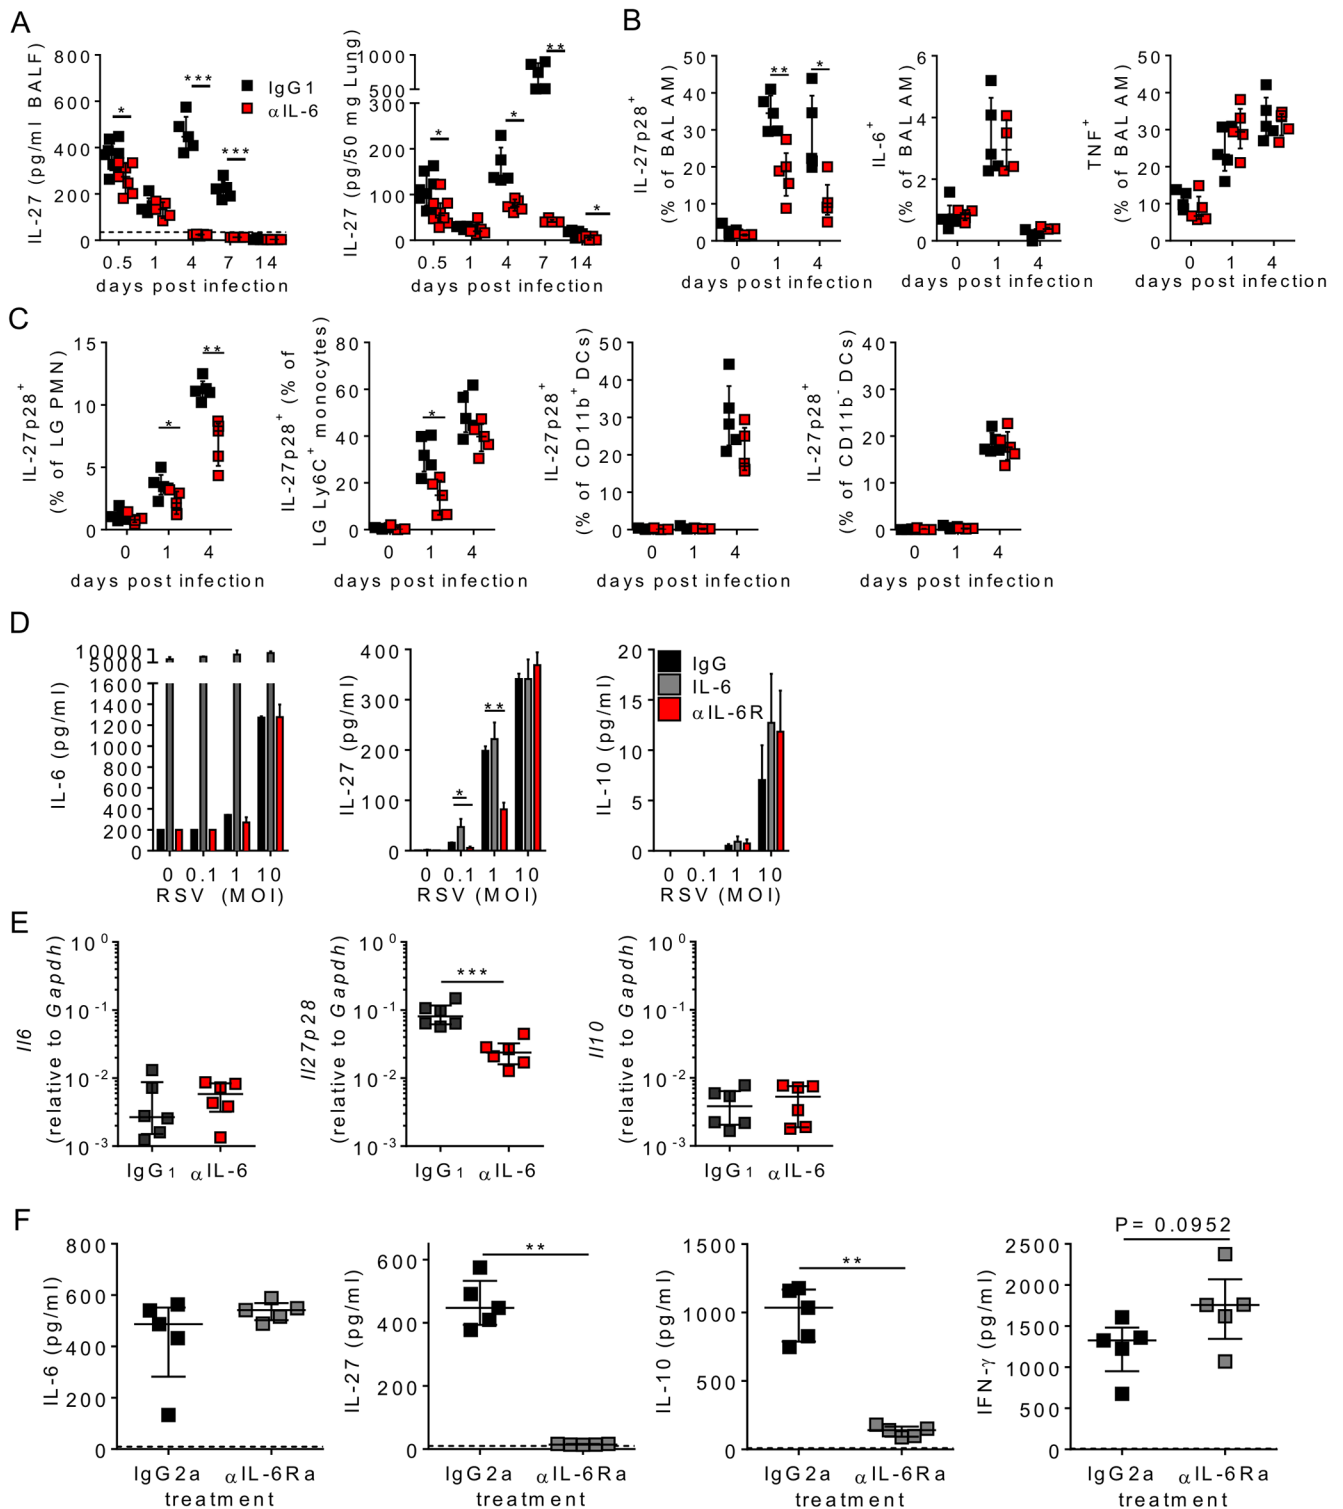 A
IL-27 (pg/ml BALF)
800
600
400
200
0
*
***
***
IgG1
αIL-6
0.5 1 4 7 14
days post infection
IL-27 (pg/50 mg Lung)
1000
500
300
200
100
0
*
*
**
*
0.5 1 4 7 14
days post infection
B
IL-27p28+
(% of BAL AM)
50
40
30
20
10
0
**
*
0 1 4
days post infection
IL-6+
(% of BAL AM)
6
4
2
0
0 1 4
days post infection
TNF+
(% of BAL AM)
50
40
30
20
10
0
0 1 4
days post infection
C
IL-27p28+
(% of LG PMN)
15
10
5
0
*
**
0 1 4
days post infection
IL-27p28+ (% of
LG Ly6C+ monocytes)
80
60
40
20
0
*
0 1 4
days post infection
IL-27p28+
(% of CD11b+ DCs)
50
40
30
20
10
0
0 1 4
days post infection
IL-27p28+
(% of CD11b- DCs)
40
30
20
10
0
0 1 4
days post infection
D
IL-6 (pg/ml)
10000
5000
1600
1400
1200
1000
800
600
400
200
0
0 0.1 1 10
RSV (MOI)
IL-27 (pg/ml)
400
300
200
100
0
*
**
0 0.1 1 10
RSV (MOI)
IL-10 (pg/ml)
20
15
10
5
0
IgG
IL-6
αIL-6R
0 0.1 1 10
RSV (MOI)
E
Il6
(relative to Gapdh)
10^0
10^-1
10^-2
10^-3
IgG1 αIL-6
Il27p28
(relative to Gapdh)
10^0
10^-1
10^-2
10^-3
***
IgG1 αIL-6
Il10
(relative to Gapdh)
10^0
10^-1
10^-2
10^-3
IgG1 αIL-6
F
IL-6 (pg/ml)
800
600
400
200
0
IgG2a αIL-6Ra
treatment
IL-27 (pg/ml)
600
400
200
0
**
IgG2a αIL-6Ra
treatment
IL-10 (pg/ml)
1500
1000
500
0
**
IgG2a αIL-6Ra
treatment
IFN-γ (pg/ml)
P= 0.0952
2500
2000
1500
1000
500
0
IgG2a αIL-6Ra
treatment